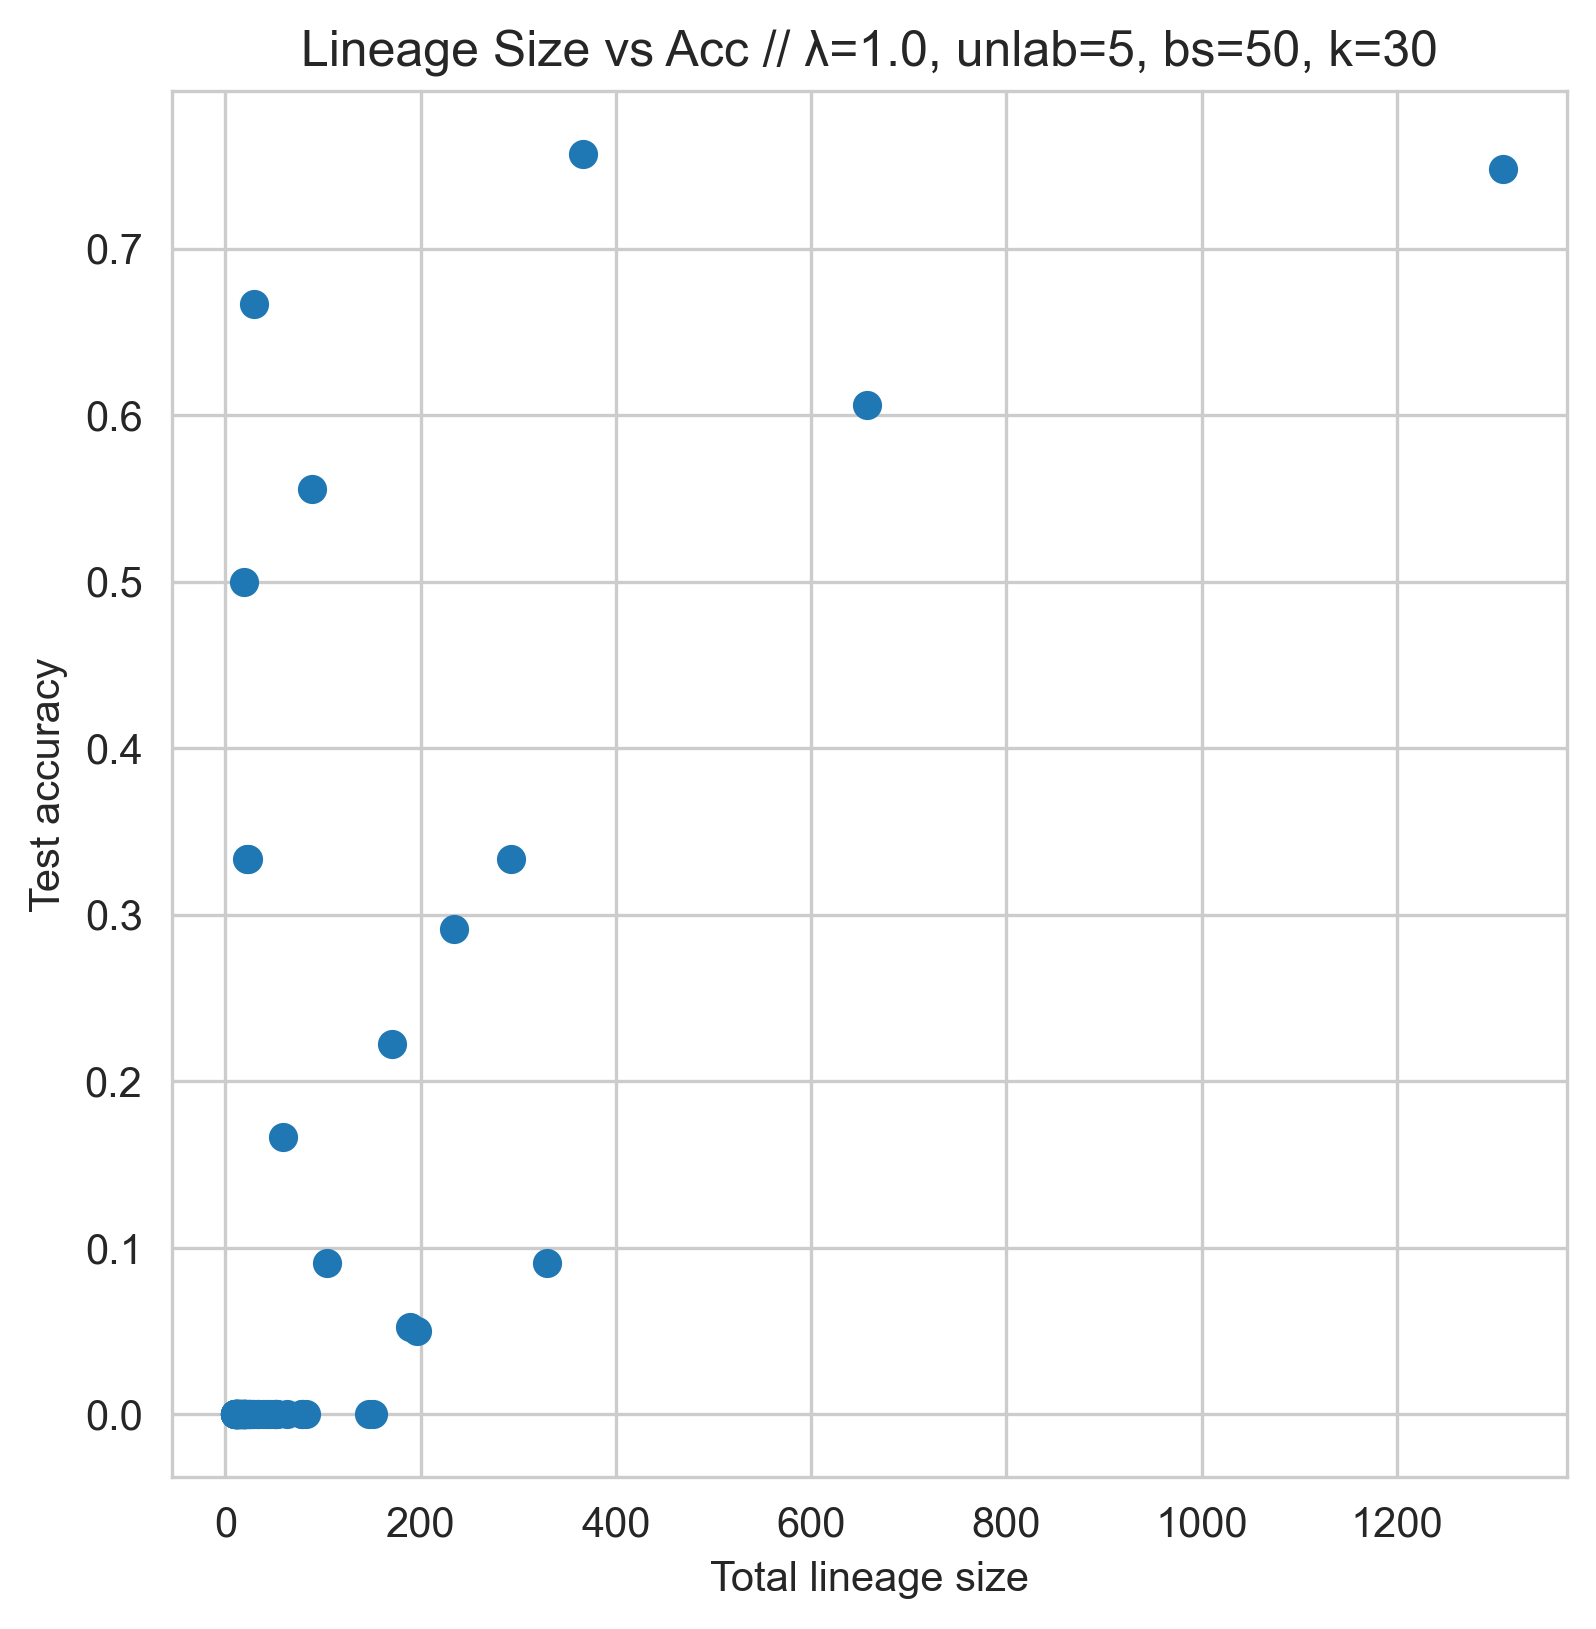 Lineage Size vs Acc // λ=1.0, unlab=5, bs=50, k=30
Test accuracy
0.7
0.6
0.5
0.4
0.3
0.2
0.1
0.0
0 200 400 600 800 1000 1200
Total lineage size